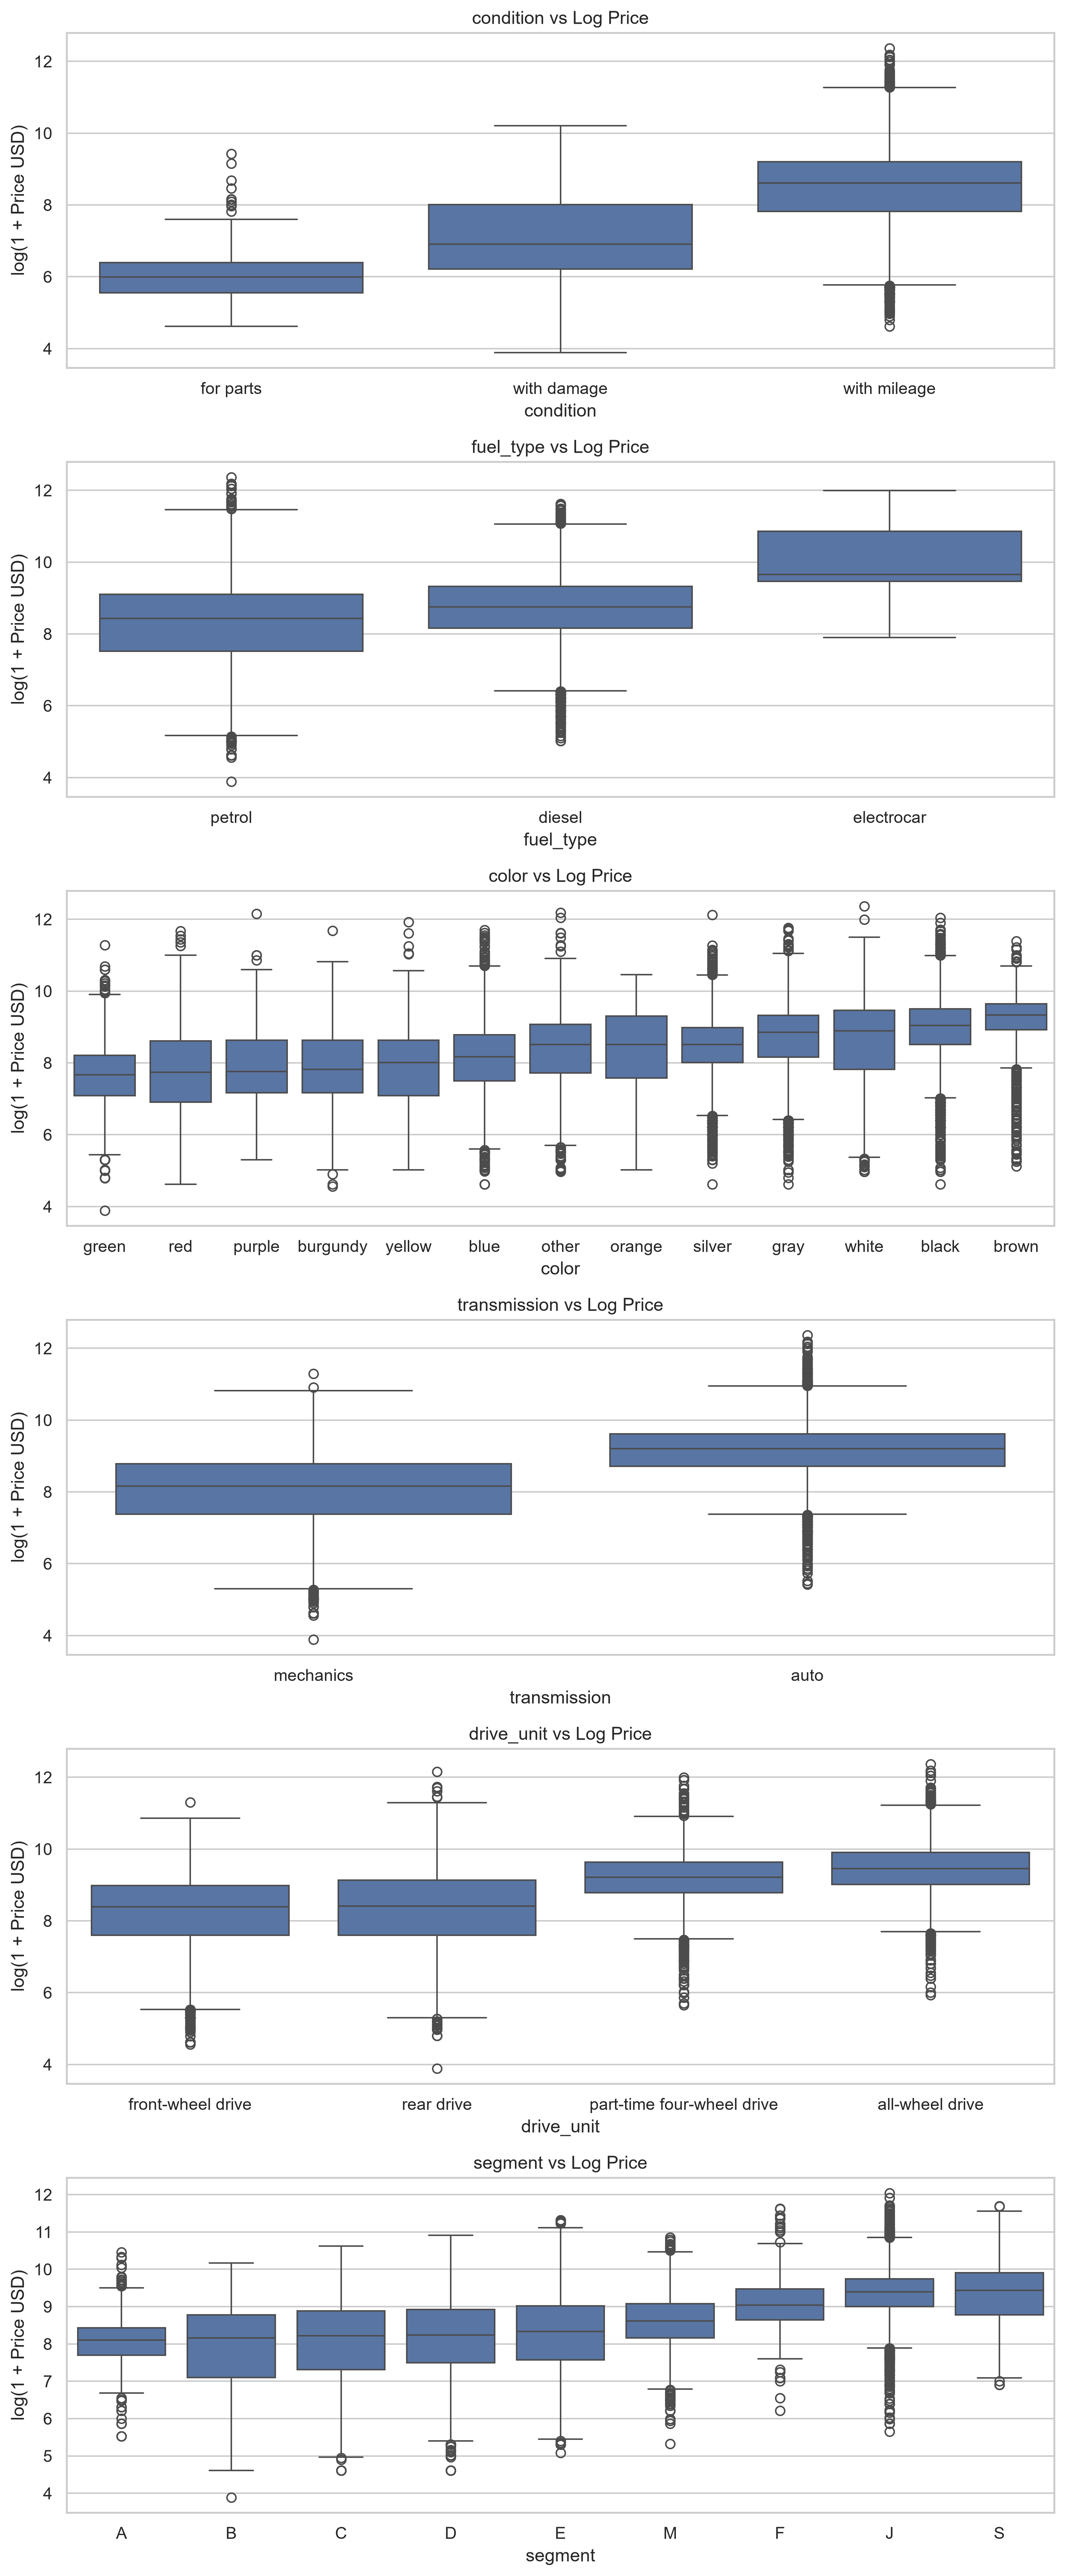 condition vs Log Price
log(1 + Price USD)
12
10
8
6
4
for parts with damage with mileage
condition
fuel_type vs Log Price
log(1 + Price USD)
12
10
8
6
4
petrol diesel electrocar
fuel_type
color vs Log Price
log(1 + Price USD)
12
10
8
6
4
green red purple burgundy yellow blue other orange silver gray white black brown
color
transmission vs Log Price
log(1 + Price USD)
12
10
8
6
4
mechanics auto
transmission
drive_unit vs Log Price
log(1 + Price USD)
12
10
8
6
4
front-wheel drive rear drive part-time four-wheel drive all-wheel drive
drive_unit
segment vs Log Price
log(1 + Price USD)
12
11
10
9
8
7
6
5
4
A B C D E M F J S
segment